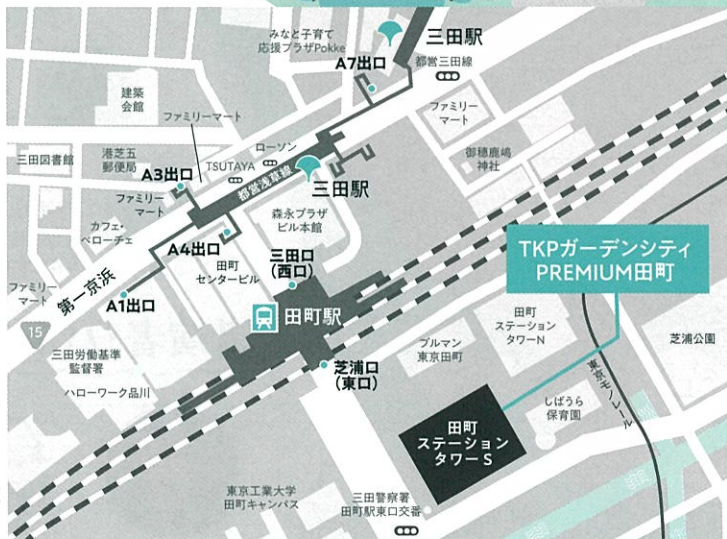 みなと子育て
応援プラザPokke
三田駅
A7出口
都営三田線
建築
会館
ファミリーマート
ファミリー
マート
三田図書館
港芝五
郵便局
TSUTAYA
ローソン
御穂鹿嶋
神社
A3出口
ファミリー
マート
都営浅草線
三田駅
カフェ・
ベローチェ
A4出口
森永プラザ
ビル本館
田町
センタービル
三田口
(西口)
TKPガーデンシティ
PREMIUM田町
ファミリー
マート
第一京浜
A1出口
15
田町駅
田町
ステーション
タワーN
芝浦公園
三田労働基準
監督署
ハローワーク品川
プルマン
東京田町
芝浦口
(東口)
しばうら
保育園
東京モノレール
田町
ステーション
タワーS
東京工業大学
田町キャンパス
三田警察署
田町駅東口交番